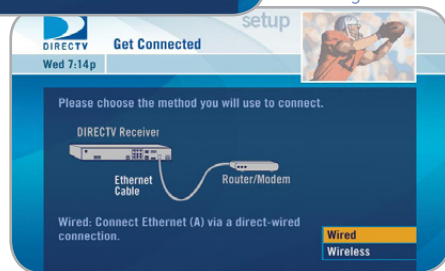 setup
DIRECTV
Get Connected
Wed 7:14p
Please choose the method you will use to connect.
DIRECTV Receiver
Ethernet
Cable
Router/Modem
Wired: Connect Ethernet (A) via a direct-wired
connection.
Wired
Wireless